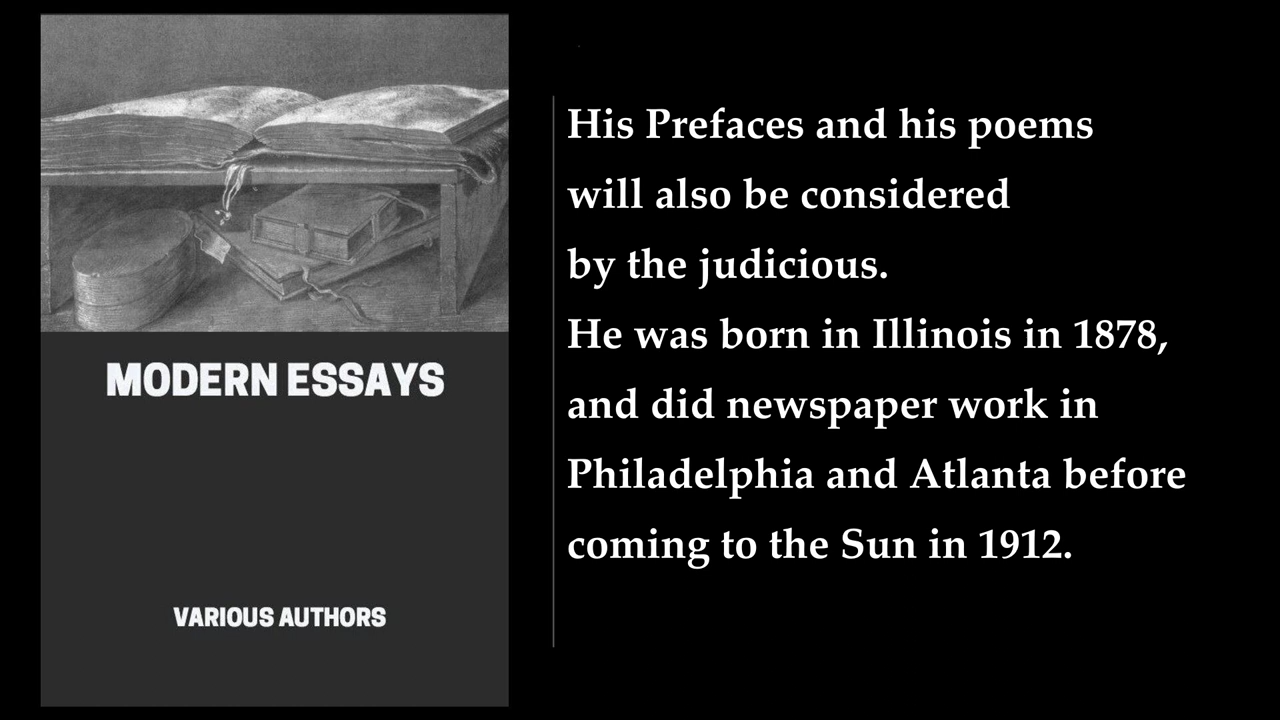 MODERN ESSAYS
VARIOUS AUTHORS
His Prefaces and his poems
will also be considered
by the judicious.
He was born in Illinois in 1878,
and did newspaper work in
Philadelphia and Atlanta before
coming to the Sun in 1912.